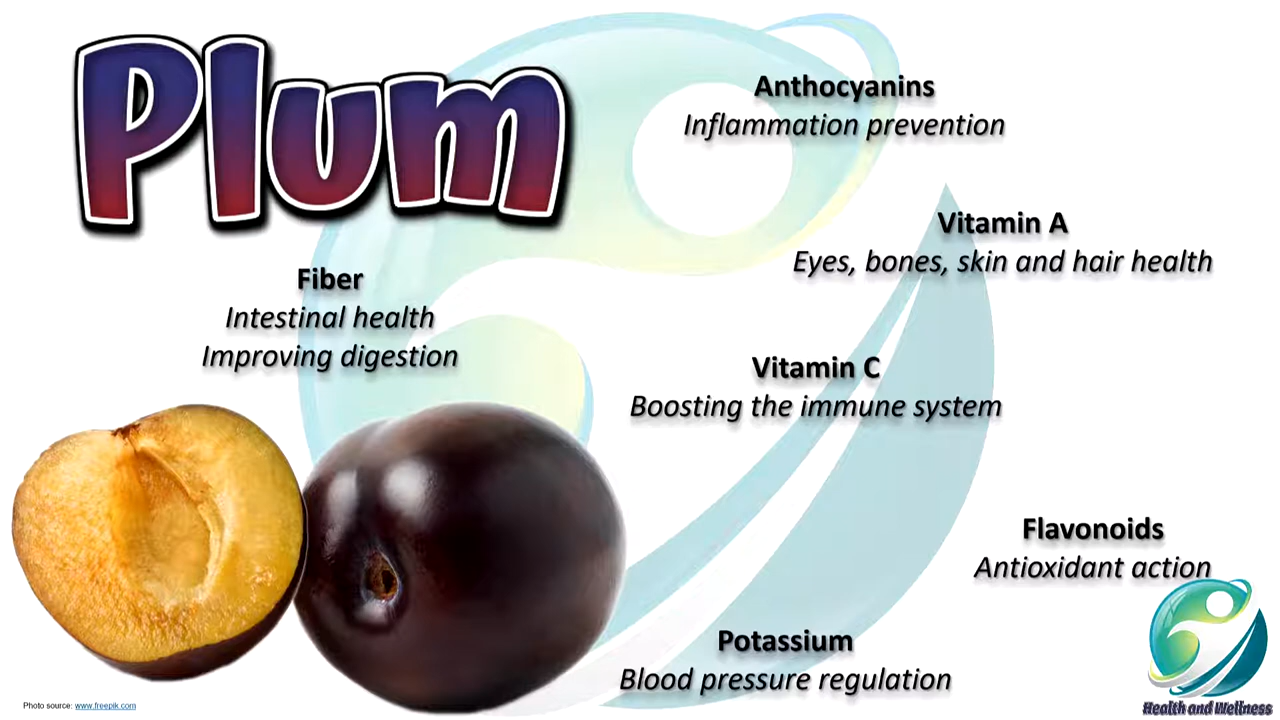 Plum
Anthocyanins
Inflammation prevention
Vitamin A
Eyes, bones, skin and hair health
Fiber
Intestinal health
Improving digestion
Vitamin C
Boosting the immune system
Flavonoids
Antioxidant action
Potassium
Blood pressure regulation
Photo source: www.freepik.com
Health and Wellness